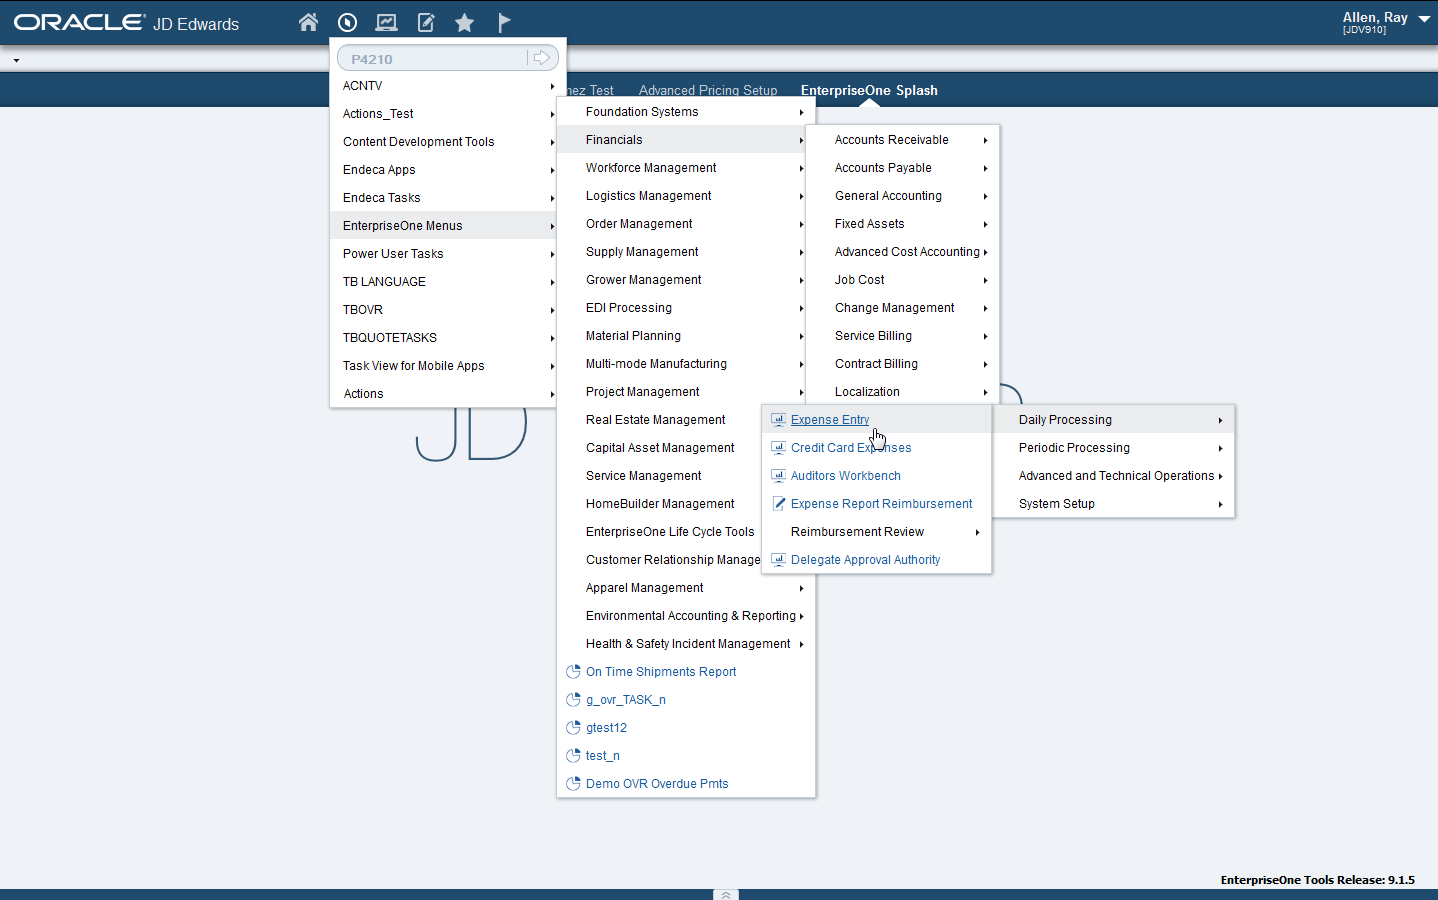 ORACLE JD Edwards
Allen, Ray
[JDV910]
P4210
ACNTV
Actions_Test
Content Development Tools
Endeca Apps
Endeca Tasks
EnterpriseOne Menus
Power User Tasks
TB LANGUAGE
TBOVR
TBQUOTETASKS
Task View for Mobile Apps
Actions
Test
Advanced Pricing Setup
EnterpriseOne Splash
Foundation Systems
Financials
Workforce Management
Logistics Management
Order Management
Supply Management
Grower Management
EDI Processing
Material Planning
Multi-mode Manufacturing
Project Management
Real Estate Management
Capital Asset Management
Service Management
HomeBuilder Management
EnterpriseOne Life Cycle Tools
Customer Relationship Manage
Apparel Management
Environmental Accounting & Reporting
Health & Safety Incident Management
On Time Shipments Report
g_ovr_TASK_n
gtest12
test_n
Demo OVR Overdue Pmts
Accounts Receivable
Accounts Payable
General Accounting
Fixed Assets
Advanced Cost Accounting
Job Cost
Change Management
Service Billing
Contract Billing
Localization
Expense Entry
Credit Card Expenses
Auditors Workbench
Expense Report Reimbursement
Reimbursement Review
Delegate Approval Authority
Daily Processing
Periodic Processing
Advanced and Technical Operations
System Setup
JD
EnterpriseOne Tools Release: 9.1.5